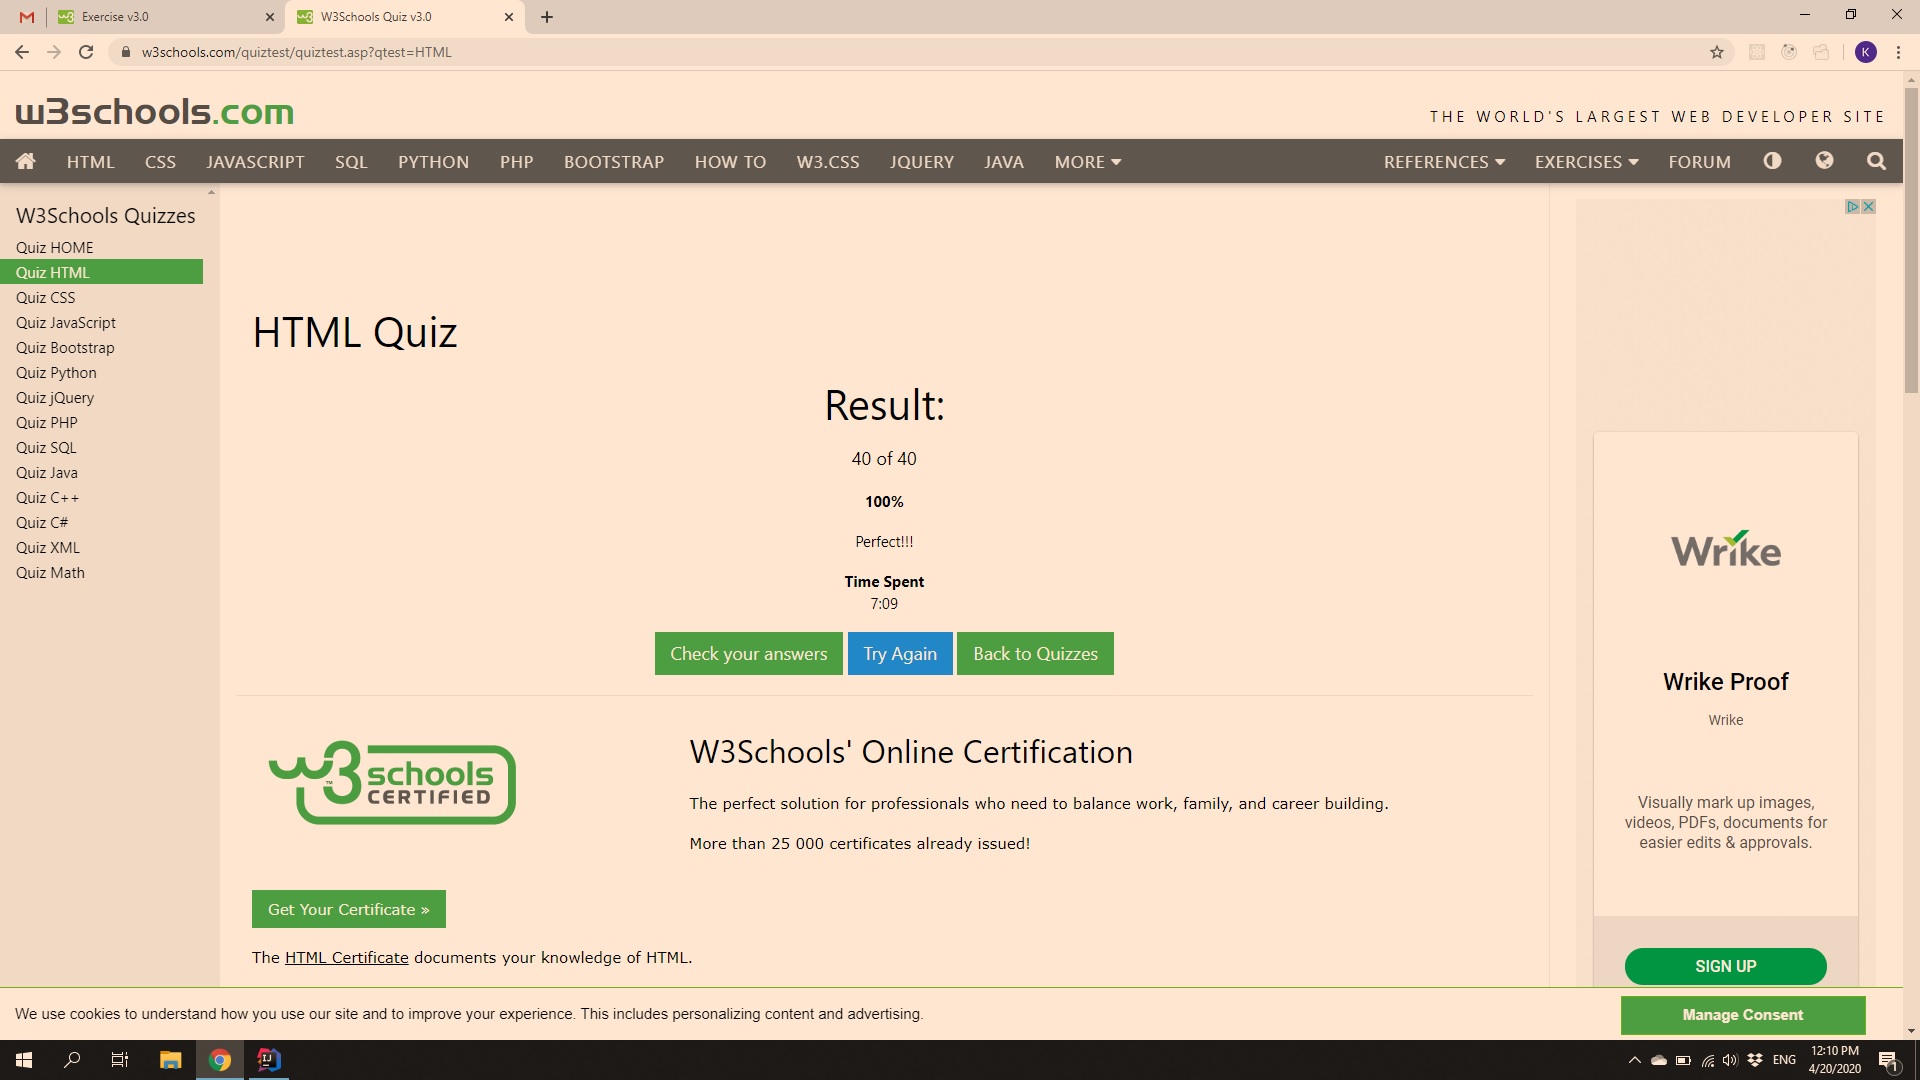 Exercise v3.0
W3Schools Quiz v3.0
w3schools.com/quiztest/quiztest.asp?qtest=HTML
K
w3schools.com
THE WORLD'S LARGEST WEB DEVELOPER SITE
HTML CSS JAVASCRIPT SQL PYTHON PHP BOOTSTRAP HOW TO W3.CSS JQUERY JAVA MORE REFERENCES EXERCISES FORUM
W3Schools Quizzes
Quiz HOME
Quiz HTML
Quiz CSS
Quiz JavaScript
Quiz Bootstrap
Quiz Python
Quiz jQuery
Quiz PHP
Quiz SQL
Quiz Java
Quiz C++
Quiz C#
Quiz XML
Quiz Math
HTML Quiz
Result:
40 of 40
100%
Perfect!!!
Time Spent
7:09
Check your answers Try Again Back to Quizzes
w3schools
™
CERTIFIED
W3Schools' Online Certification
The perfect solution for professionals who need to balance work, family, and career building.
More than 25 000 certificates already issued!
Get Your Certificate »
The HTML Certificate documents your knowledge of HTML.
Wrike
Wrike Proof
Wrike
Visually mark up images,
videos, PDFs, documents for
easier edits & approvals.
SIGN UP
We use cookies to understand how you use our site and to improve your experience. This includes personalizing content and advertising.
Manage Consent
IJ
ENG
12:10 PM
4/20/2020
1